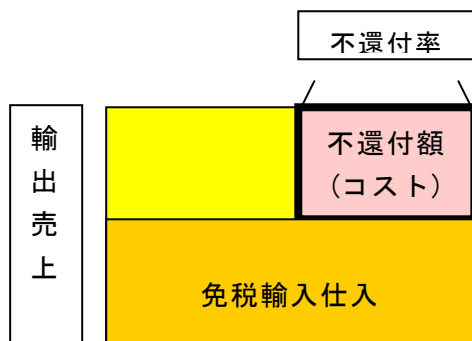 不還付率
輸出売上
不還付額
（コスト）
免税輸入仕入